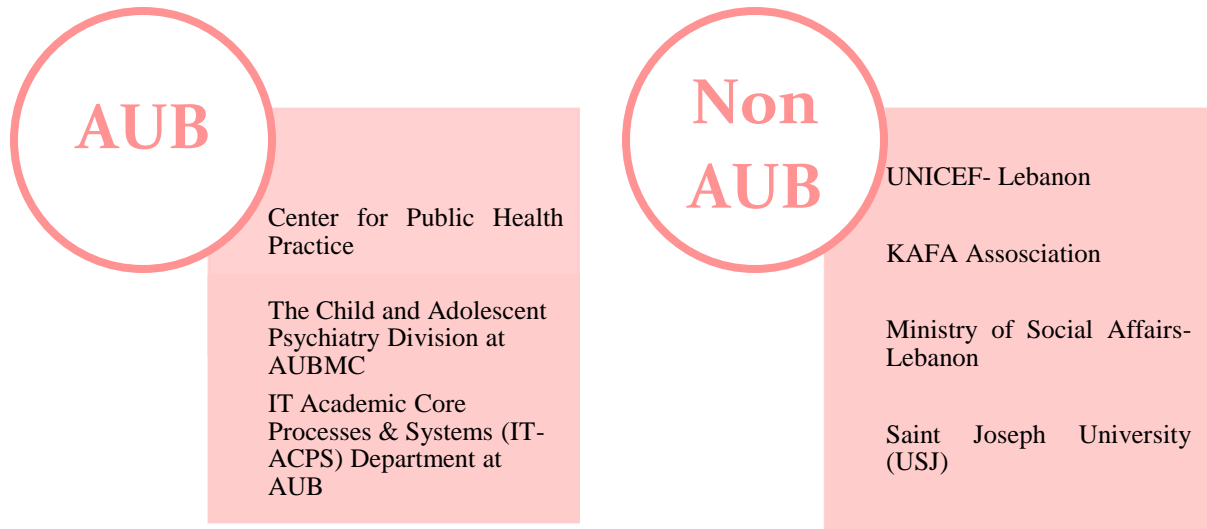 AUB
Center for Public Health
Practice
The Child and Adolescent
Psychiatry Division at
AUBMC
IT Academic Core
Processes & Systems (IT-
ACPS) Department at
AUB
Non
AUB
UNICEF- Lebanon
KAFA Assosciation
Ministry of Social Affairs-
Lebanon
Saint Joseph University
(USJ)